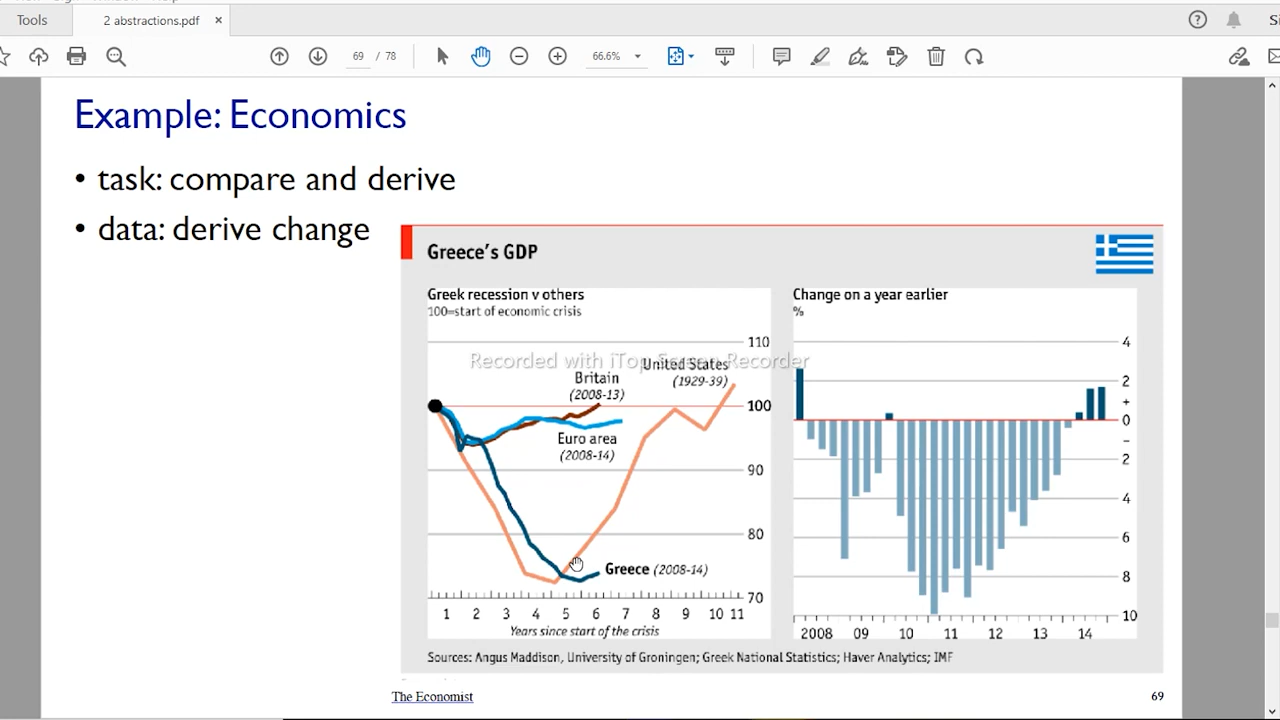 Tools
2 abstractions.pdf ×
69 / 78
66.6%
Example: Economics
• task: compare and derive
• data: derive change
Greece's GDP
Greek recession v others
100=start of economic crisis
110
100
90
80
70
United States
(1929-39)
Britain
(2008-13)
Euro area
(2008-14)
Greece (2008-14)
1 2 3 4 5 6 7 8 9 10 11
Years since start of the crisis
Change on a year earlier
%
4
2
+
0
–
2
4
6
8
10
2008 09 10 11 12 13 14
Sources: Angus Maddison, University of Groningen; Greek National Statistics; Haver Analytics; IMF
The Economist
69
Recorded with iTop Screen Recorder